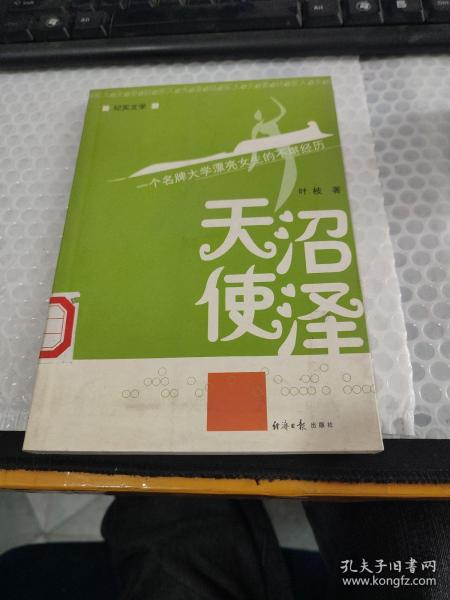 纪实文学
一个名牌大学漂亮女生的不堪经历
叶枝 著
天使
沼泽
经济日报出版社
孔夫子旧书网
www.kongfz.com